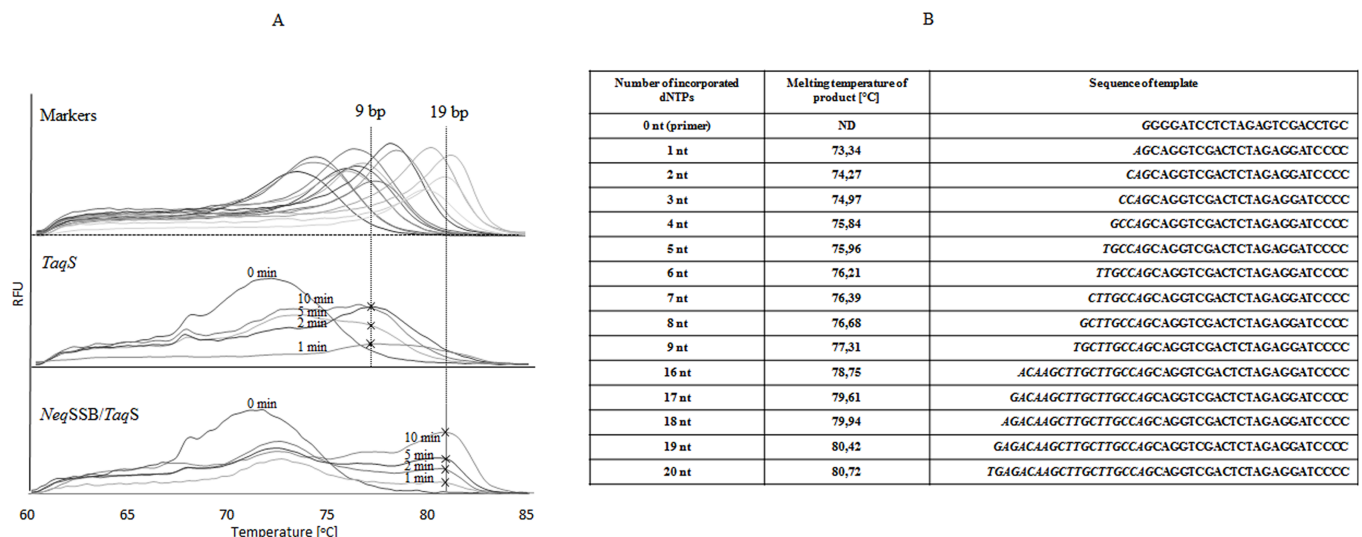 A
B
Markers
9 bp
19 bp
TaqS
0 min
10 min
5 min
2 min
1 min
RFU
NeqSSB/TaqS
0 min
10 min
5 min
2 min
1 min
60 65 70 75 80 85
Temperature [ºC]
Number of incorporated dNTPs
Melting temperature of product [°C]
Sequence of template
0 nt (primer) ND GGGGATCCTCTAGAGTCGACCTGC
1 nt 73,34 AGCAGGTCGACTCTAGAGGATCCCC
2 nt 74,27 CAGCAGGTCGACTCTAGAGGATCCCC
3 nt 74,97 CCAGCAGGTCGACTCTAGAGGATCCCC
4 nt 75,84 GCCAGCAGGTCGACTCTAGAGGATCCCC
5 nt 75,96 TGCCAGCAGGTCGACTCTAGAGGATCCCC
6 nt 76,21 TTGCCAGCAGGTCGACTCTAGAGGATCCCC
7 nt 76,39 CTTGCCAGCAGGTCGACTCTAGAGGATCCCC
8 nt 76,68 GCTTGCCAGCAGGTCGACTCTAGAGGATCCCC
9 nt 77,31 TGCTTGCCAGCAGGTCGACTCTAGAGGATCCCC
16 nt 78,75 ACAAGCTTGCTTGCCAGCAGGTCGACTCTAGAGGATCCCC
17 nt 79,61 GACAAGCTTGCTTGCCAGCAGGTCGACTCTAGAGGATCCCC
18 nt 79,94 AGACAAGCTTGCTTGCCAGCAGGTCGACTCTAGAGGATCCCC
19 nt 80,42 GAGACAAGCTTGCTTGCCAGCAGGTCGACTCTAGAGGATCCCC
20 nt 80,72 TGAGACAAGCTTGCTTGCCAGCAGGTCGACTCTAGAGGATCCCC